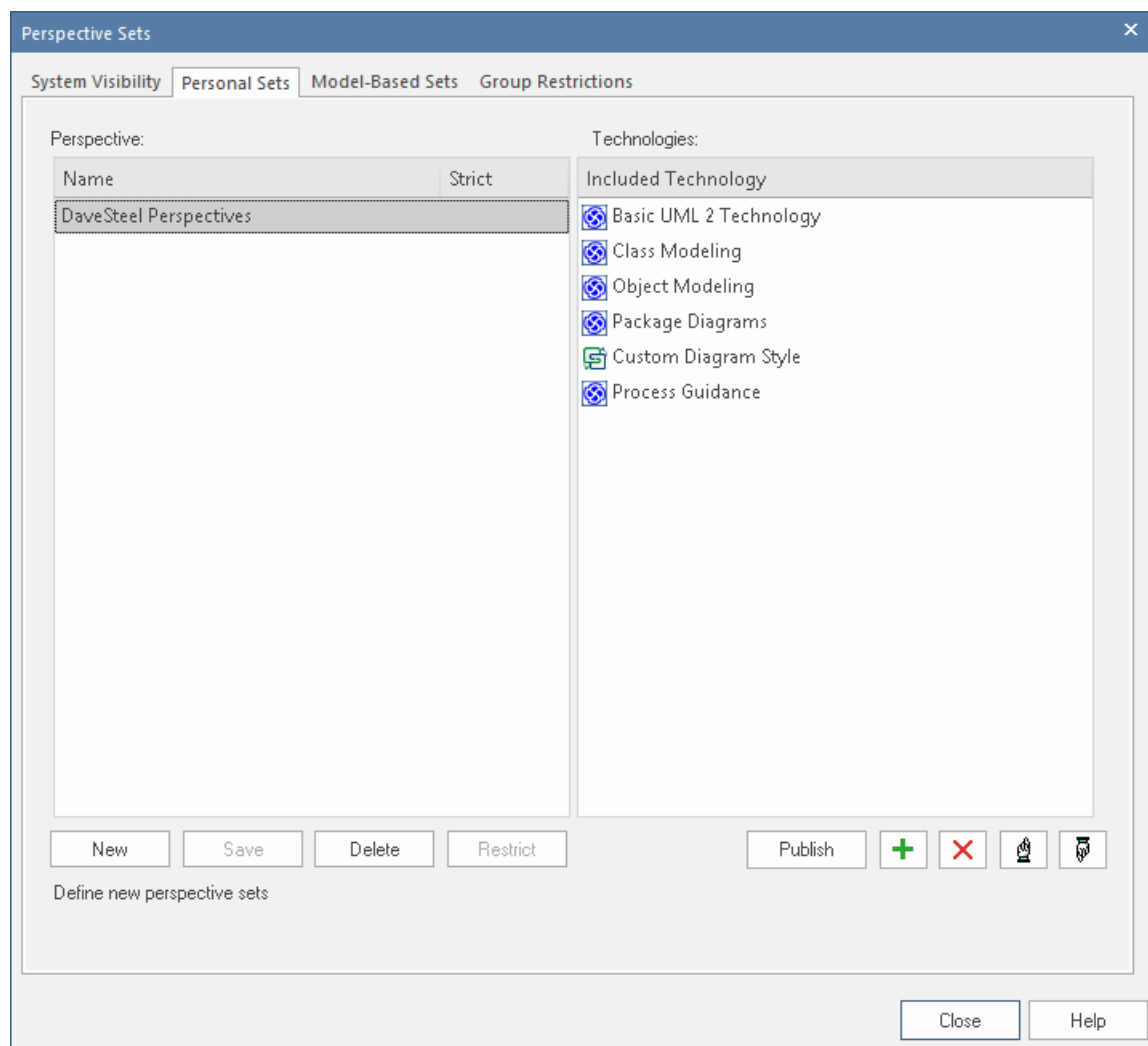 Perspective Sets
System Visibility Personal Sets Model-Based Sets Group Restrictions
Perspective: Technologies:
Name Strict Included Technology
DaveSteel Perspectives Basic UML 2 Technology
Class Modeling
Object Modeling
Package Diagrams
Custom Diagram Style
Process Guidance
New Save Delete Restrict Publish
Define new perspective sets
Close Help